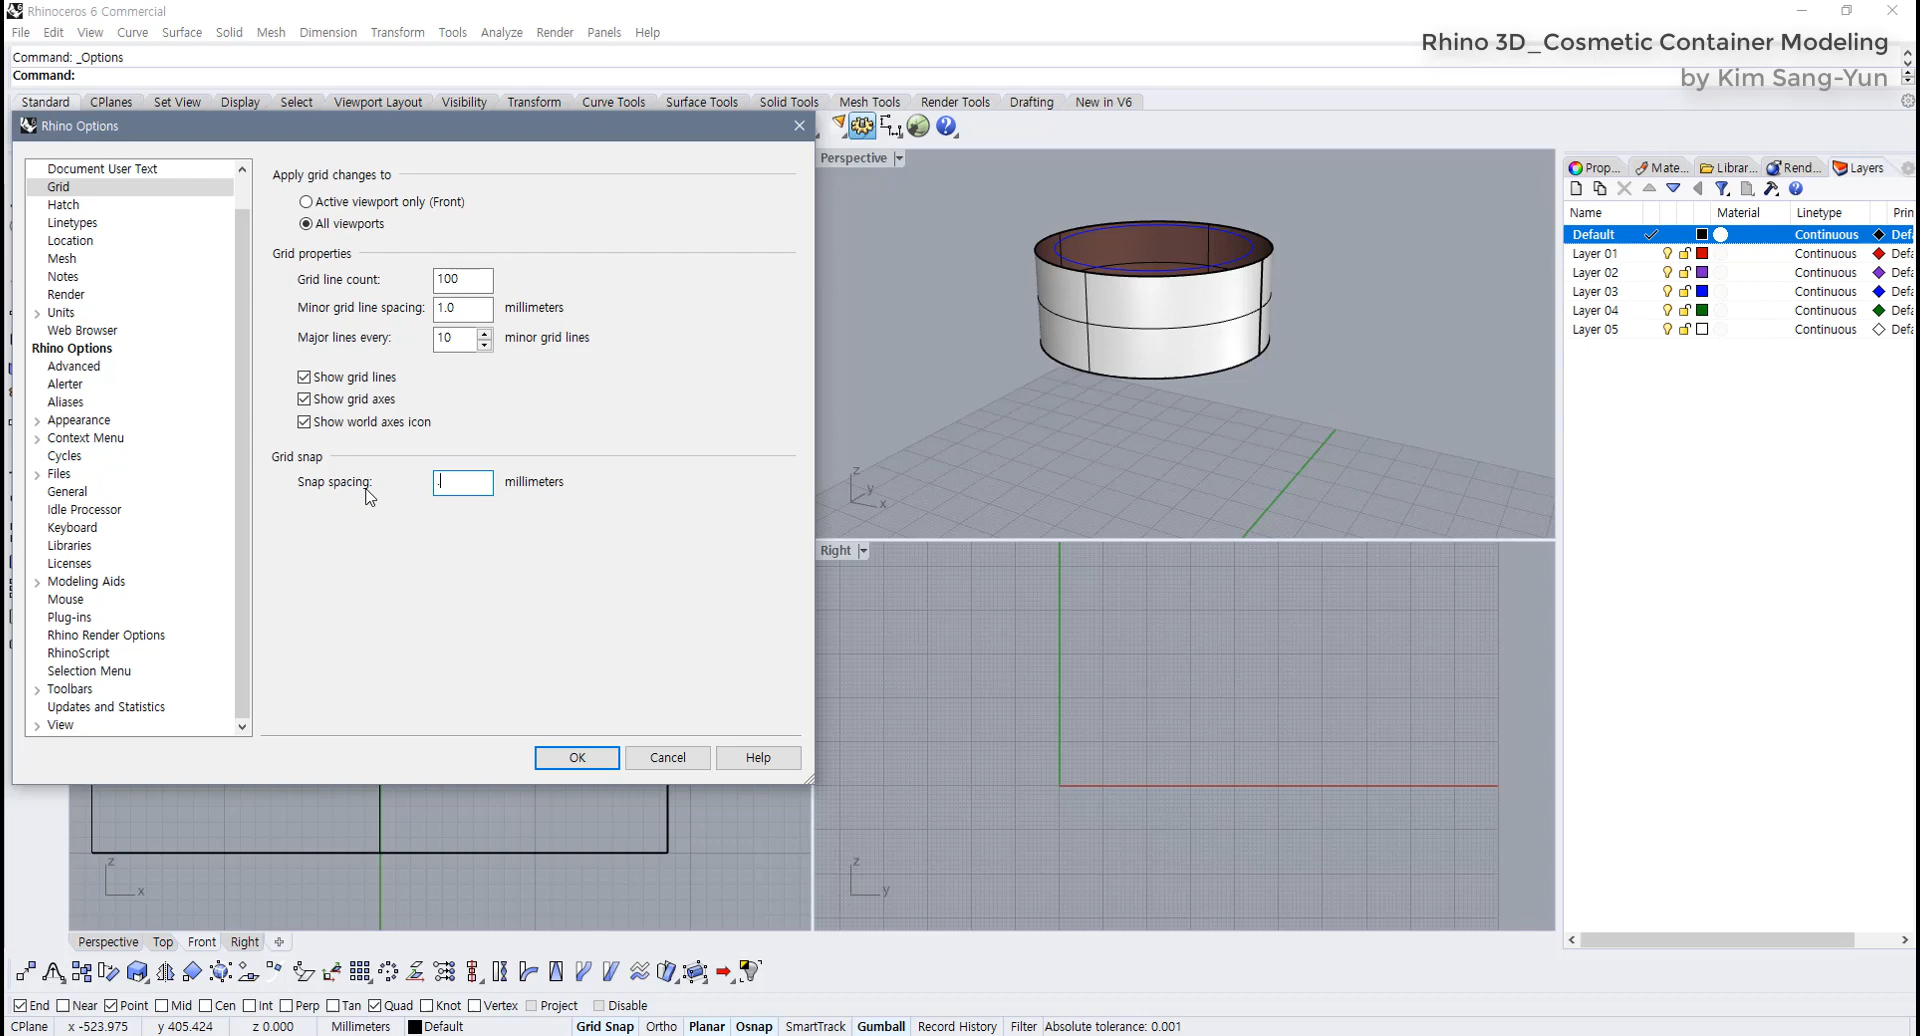 Rhinoceros 6 Commercial
File Edit View Curve Surface Solid Mesh Dimension Transform Tools Analyze Render Panels Help
Rhino 3D_Cosmetic Container Modeling
by Kim Sang-Yun
Command: _Options
Command:
Standard CPlanes Set View Display Select Viewport Layout Visibility Transform Curve Tools Surface Tools Solid Tools Mesh Tools Render Tools Drafting New in V6
Rhino Options
Document User Text
Grid
Hatch
Linetypes
Location
Mesh
Notes
Render
Units
Web Browser
Rhino Options
Advanced
Alerter
Aliases
Appearance
Context Menu
Cycles
Files
General
Idle Processor
Keyboard
Libraries
Licenses
Modeling Aids
Mouse
Plug-ins
Rhino Render Options
RhinoScript
Selection Menu
Toolbars
Updates and Statistics
View
Apply grid changes to
Active viewport only (Front)
All viewports
Grid properties
Grid line count: 100
Minor grid line spacing: 1.0 millimeters
Major lines every: 10 minor grid lines
Show grid lines
Show grid axes
Show world axes icon
Grid snap
Snap spacing: . millimeters
OK Cancel Help
Perspective
z
y
x
Right
z
y
z
x
Prop... Mate... Librar... Rend... Layers
Name Material Linetype Prin
Default Continuous Defa
Layer 01 Continuous Defa
Layer 02 Continuous Defa
Layer 03 Continuous Defa
Layer 04 Continuous Defa
Layer 05 Continuous Defa
Perspective Top Front Right
End Near Point Mid Cen Int Perp Tan Quad Knot Vertex Project Disable
CPlane x -523.975 y 405.424 z 0.000 Millimeters Default Grid Snap Ortho Planar Osnap SmartTrack Gumball Record History Filter Absolute tolerance: 0.001